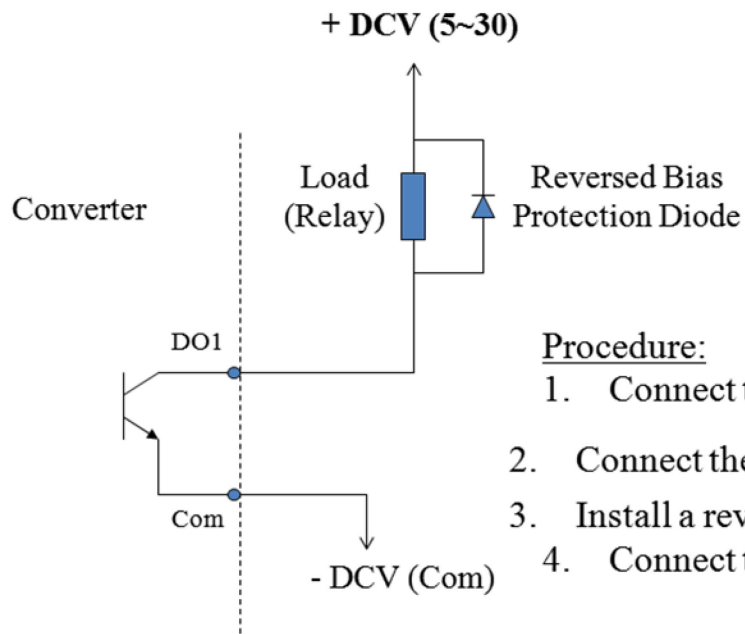 + DCV (5~30)
Load
(Relay)
Reversed Bias
Protection Diode
Converter
DO1
Com
- DCV (Com)
Procedure:
1. Connect
2. Connect the
3. Install a
4. Connect